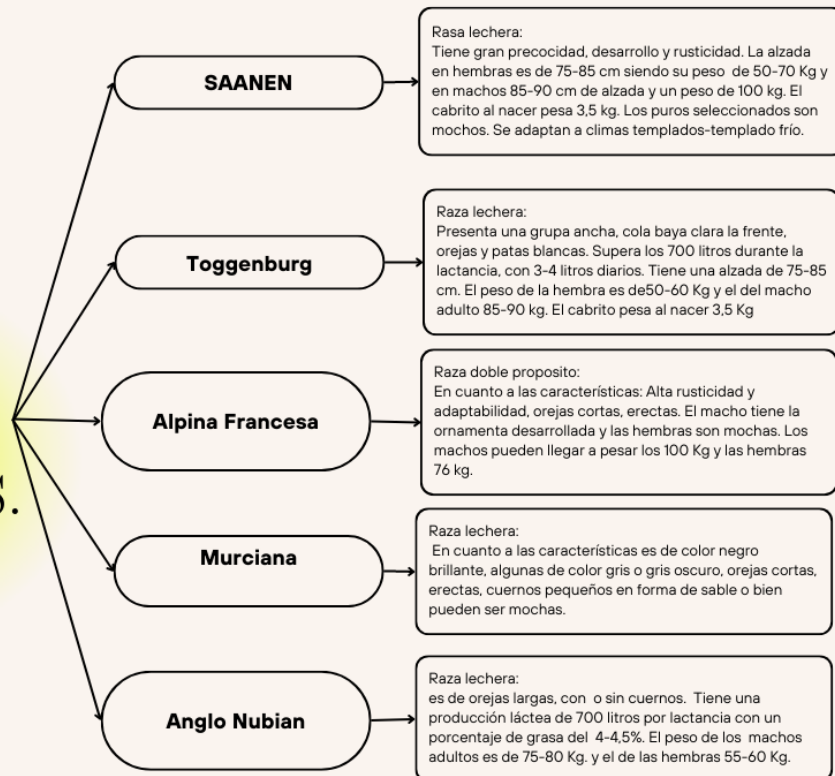 SAANEN
Rasa lechera:
Tiene gran precocidad, desarrollo y rusticidad. La alzada
en hembras es de 75-85 cm siendo su peso de 50-70 Kg y
en machos 85-90 cm de alzada y un peso de 100 kg. El
cabrito al nacer pesa 3,5 kg. Los puros seleccionados son
mochos. Se adaptan a climas templados-templado frío.
Toggenburg
Raza lechera:
Presenta una grupa ancha, cola baya clara la frente,
orejas y patas blancas. Supera los 700 litros durante la
lactancia, con 3-4 litros diarios. Tiene una alzada de 75-85
cm. El peso de la hembra es de50-60 Kg y el del macho
adulto 85-90 kg. El cabrito pesa al nacer 3,5 Kg
Alpina Francesa
Raza doble proposito:
En cuanto a las características: Alta rusticidad y
adaptabilidad, orejas cortas, erectas. El macho tiene la
ornamenta desarrollada y las hembras son mochas. Los
machos pueden llegar a pesar los 100 Kg y las hembras
76 kg.
S.
Murciana
Raza lechera:
En cuanto a las características es de color negro
brillante, algunas de color gris o gris oscuro, orejas cortas,
erectas, cuernos pequeños en forma de sable o bien
pueden ser mochas.
Anglo Nubian
Raza lechera:
es de orejas largas, con o sin cuernos. Tiene una
producción láctea de 700 litros por lactancia con un
porcentaje de grasa del 4-4,5%. El peso de los machos
adultos es de 75-80 Kg. y el de las hembras 55-60 Kg.